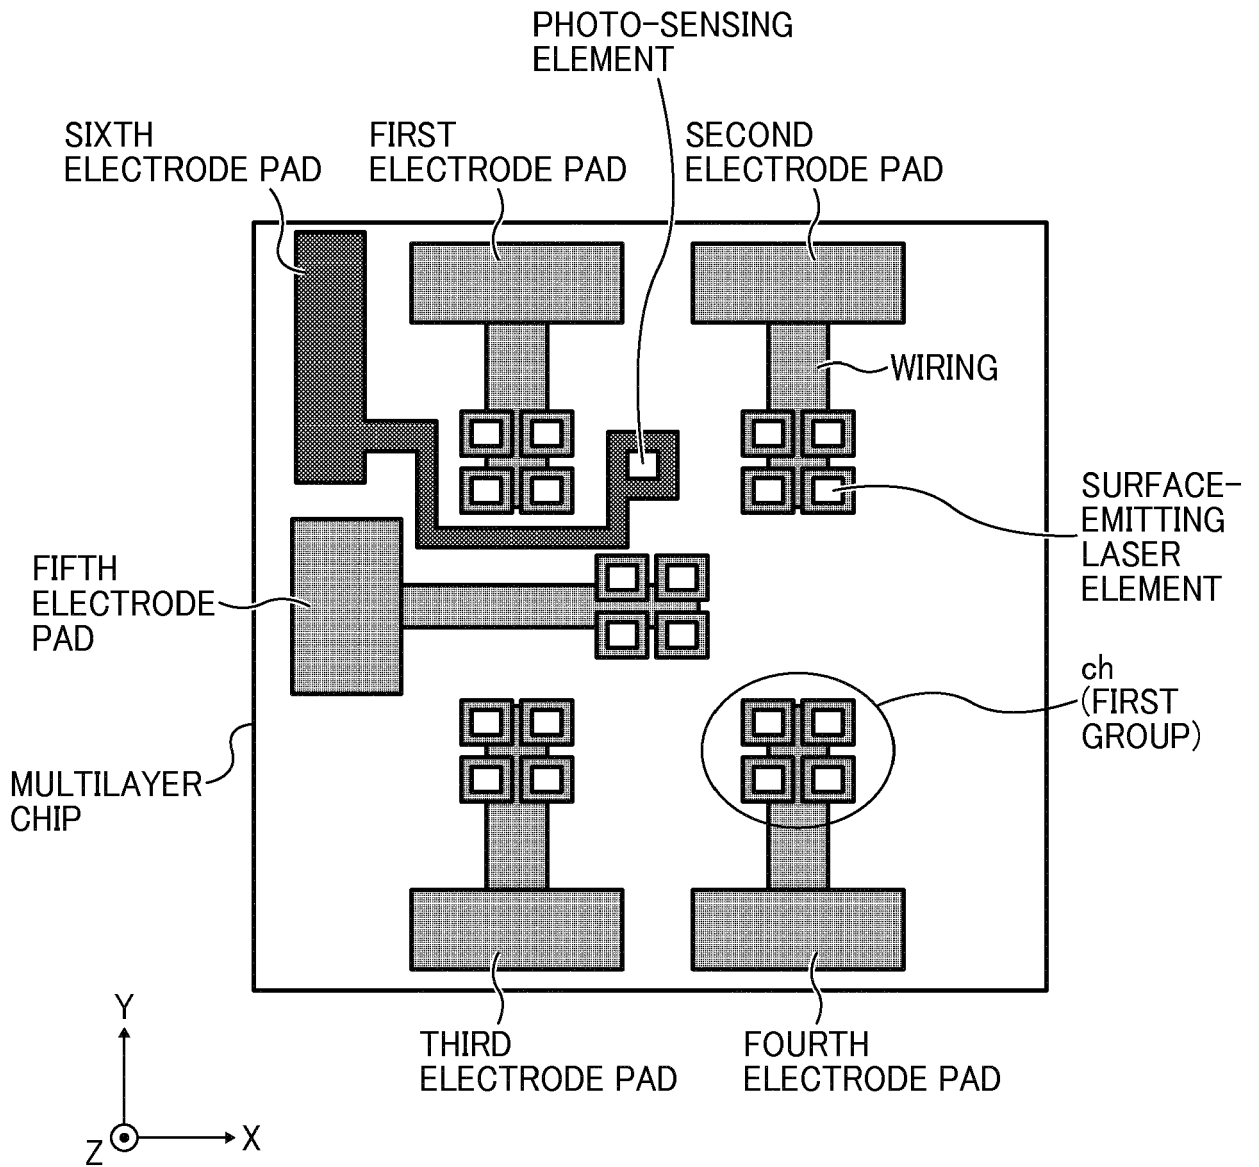 PHOTO-SENSING
ELEMENT
SIXTH
ELECTRODE PAD
FIRST
ELECTRODE PAD
SECOND
ELECTRODE PAD
WIRING
SURFACE-
EMITTING
LASER
ELEMENT
FIFTH
ELECTRODE
PAD
ch
(FIRST
GROUP)
MULTILAYER
CHIP
THIRD
ELECTRODE PAD
FOURTH
ELECTRODE PAD
Y
X
Z